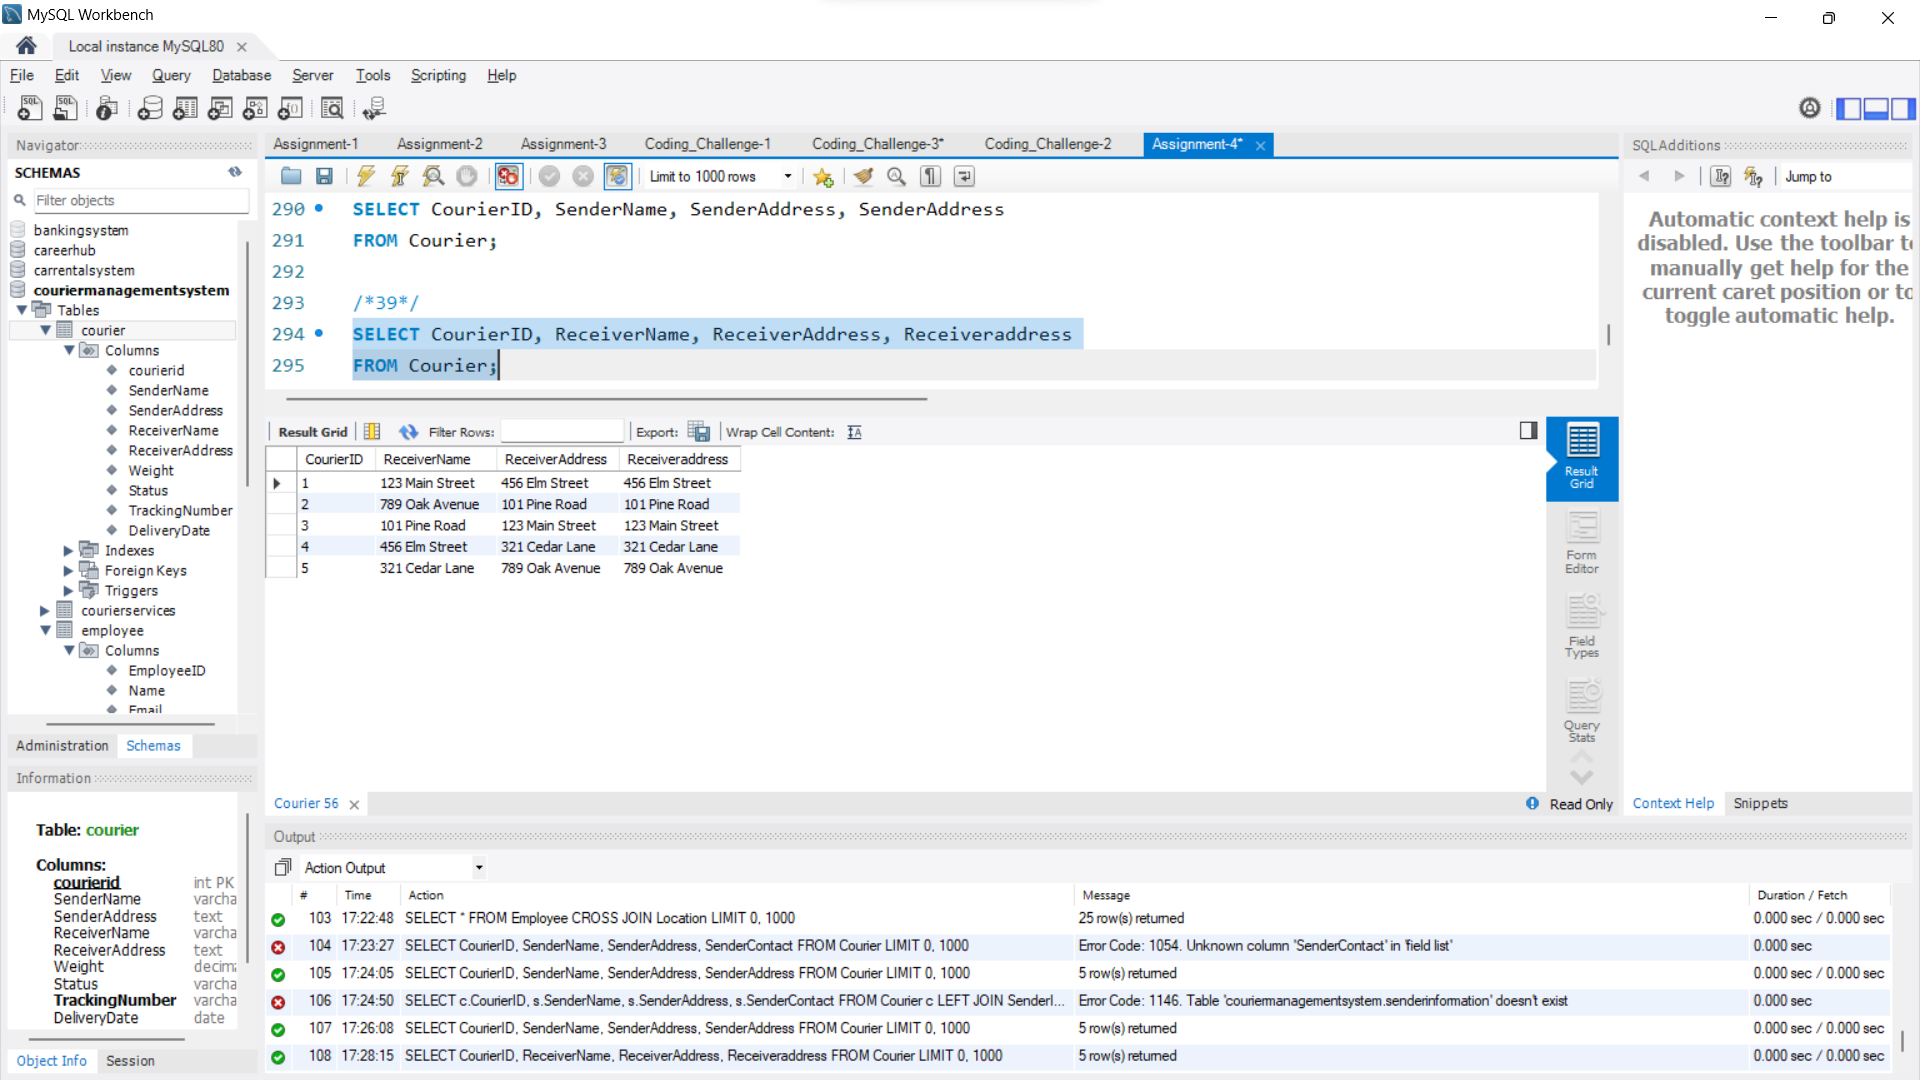 MySQL Workbench
Local instance MySQL80
File Edit View Query Database Server Tools Scripting Help
Navigator
SCHEMAS
Filter objects
bankingsystem
careerhub
carrentalsystem
couriermanagementsystem
Tables
courier
Columns
courierid
SenderName
SenderAddress
ReceiverName
ReceiverAddress
Weight
Status
TrackingNumber
DeliveryDate
Indexes
Foreign Keys
Triggers
courierservices
employee
Columns
EmployeeID
Name
Email
Administration Schemas
Information
Table: courier
Columns:
courierid int PK
SenderName varcha
SenderAddress text
ReceiverName varcha
ReceiverAddress text
Weight decim
Status varcha
TrackingNumber varcha
DeliveryDate date
Object Info Session
Assignment-1 Assignment-2 Assignment-3 Coding_Challenge-1 Coding_Challenge-3* Coding_Challenge-2 Assignment-4*
Limit to 1000 rows
290 SELECT CourierID, SenderName, SenderAddress, SenderAddress
291 FROM Courier;
292
293 /*39*/
294 SELECT CourierID, ReceiverName, ReceiverAddress, Receiveraddress
295 FROM Courier;
Result Grid Filter Rows: Export: Wrap Cell Content:
CourierID ReceiverName ReceiverAddress Receiveraddress
1 123 Main Street 456 Elm Street 456 Elm Street
2 789 Oak Avenue 101 Pine Road 101 Pine Road
3 101 Pine Road 123 Main Street 123 Main Street
4 456 Elm Street 321 Cedar Lane 321 Cedar Lane
5 321 Cedar Lane 789 Oak Avenue 789 Oak Avenue
Result
Grid
Form
Editor
Field
Types
Query
Stats
Courier 56
Read Only
SQLAdditions
Jump to
Automatic context help is
disabled. Use the toolbar to
manually get help for the
current caret position or to
toggle automatic help.
Context Help Snippets
Output
Action Output
# Time Action Message Duration / Fetch
103 17:22:48 SELECT * FROM Employee CROSS JOIN Location LIMIT 0, 1000 25 row(s) returned 0.000 sec / 0.000 sec
104 17:23:27 SELECT CourierID, SenderName, SenderAddress, SenderContact FROM Courier LIMIT 0, 1000 Error Code: 1054. Unknown column 'SenderContact' in 'field list' 0.000 sec
105 17:24:05 SELECT CourierID, SenderName, SenderAddress, SenderAddress FROM Courier LIMIT 0, 1000 5 row(s) returned 0.000 sec / 0.000 sec
106 17:24:50 SELECT c.CourierID, s.SenderName, s.SenderAddress, s.SenderContact FROM Courier c LEFT JOIN SenderI... Error Code: 1146. Table 'couriermanagementsystem.senderinformation' doesn't exist 0.000 sec
107 17:26:08 SELECT CourierID, SenderName, SenderAddress, SenderAddress FROM Courier LIMIT 0, 1000 5 row(s) returned 0.000 sec / 0.000 sec
108 17:28:15 SELECT CourierID, ReceiverName, ReceiverAddress, Receiveraddress FROM Courier LIMIT 0, 1000 5 row(s) returned 0.000 sec / 0.000 sec